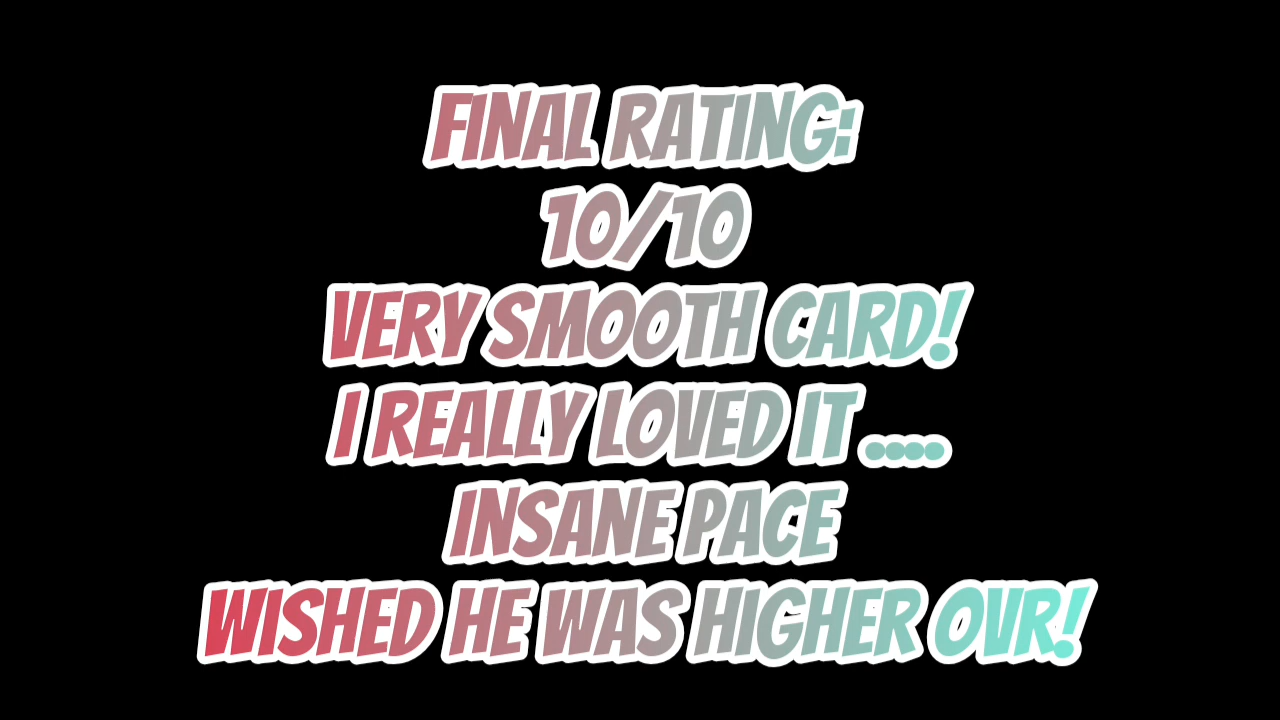 FINAL RATING:
10/10
VERY SMOOTH CARD!
I REALLY LOVED IT ....
INSANE PACE
WISHED HE WAS HIGHER OVR!